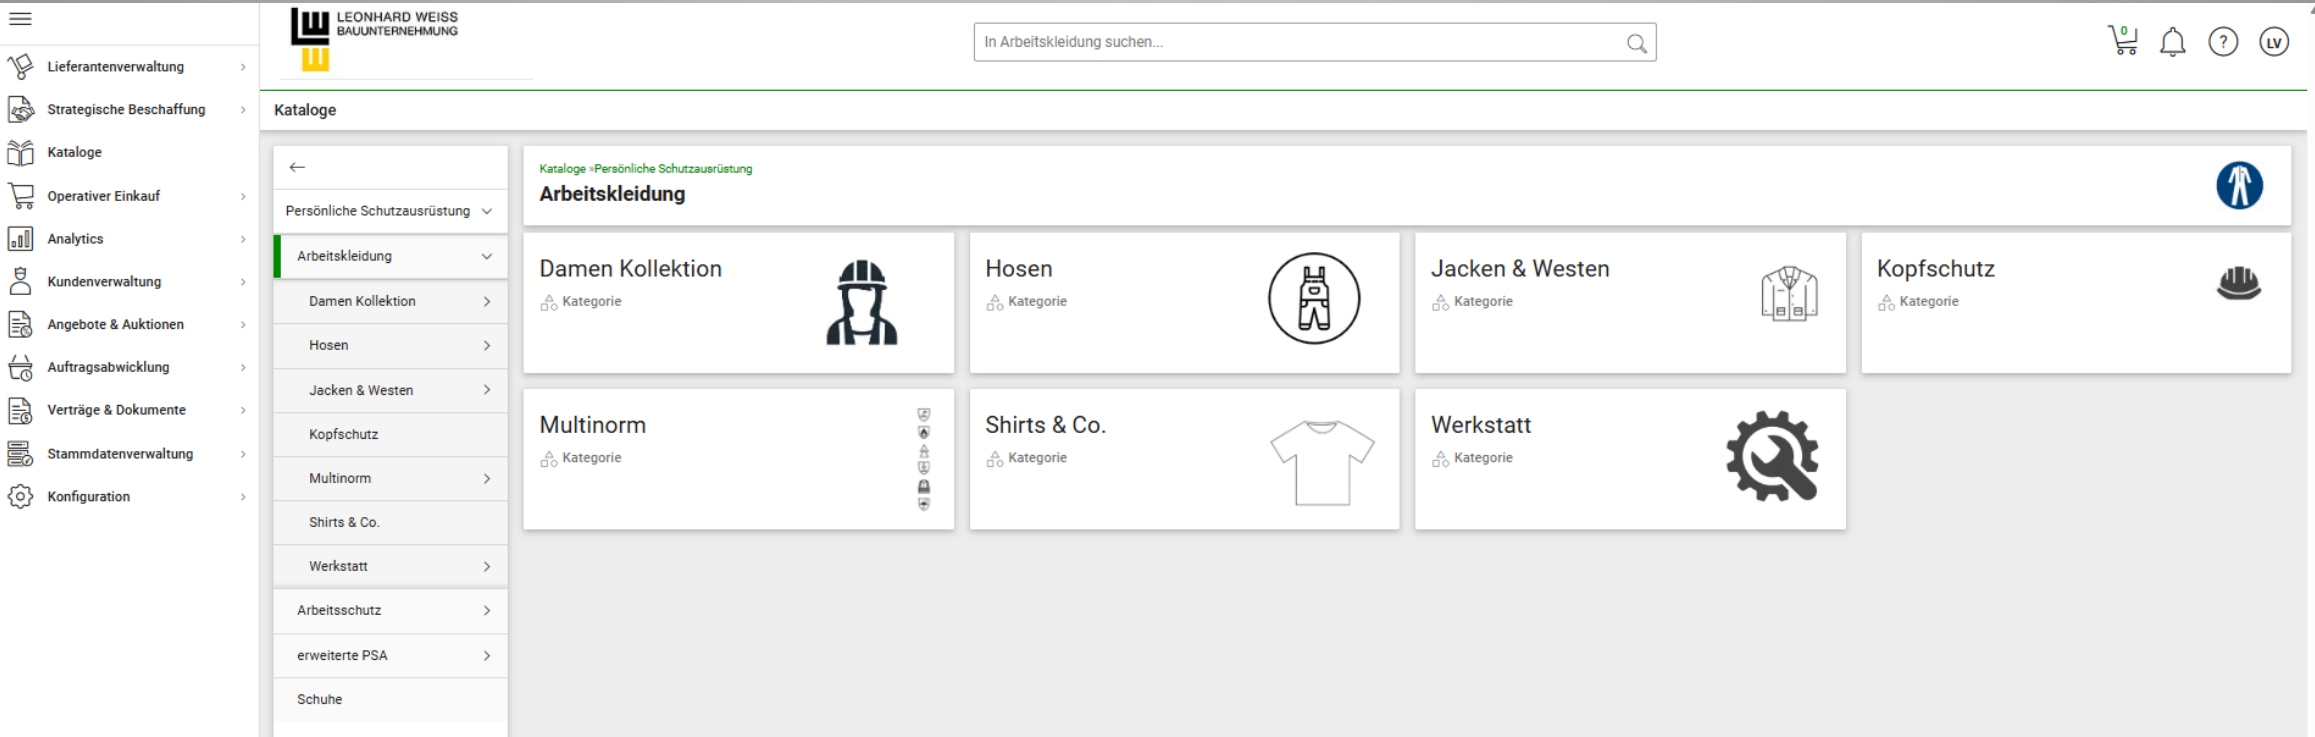 LEONHARD WEISS
BAUUNTERNEHMUNG
In Arbeitskleidung suchen...
0
?
LV
Lieferantenverwaltung
Strategische Beschaffung
Kataloge
Operativer Einkauf
Analytics
Kundenverwaltung
Angebote & Auktionen
Auftragsabwicklung
Verträge & Dokumente
Stammdatenverwaltung
Konfiguration
Kataloge
Persönliche Schutzausrüstung
Arbeitskleidung
Damen Kollektion
Hosen
Jacken & Westen
Kopfschutz
Multinorm
Shirts & Co.
Werkstatt
Arbeitsschutz
erweiterte PSA
Schuhe
Kataloge »Persönliche Schutzausrüstung
Arbeitskleidung
Damen Kollektion
Kategorie
Hosen
Kategorie
Jacken & Westen
Kategorie
Kopfschutz
Kategorie
Multinorm
Kategorie
Shirts & Co.
Kategorie
Werkstatt
Kategorie